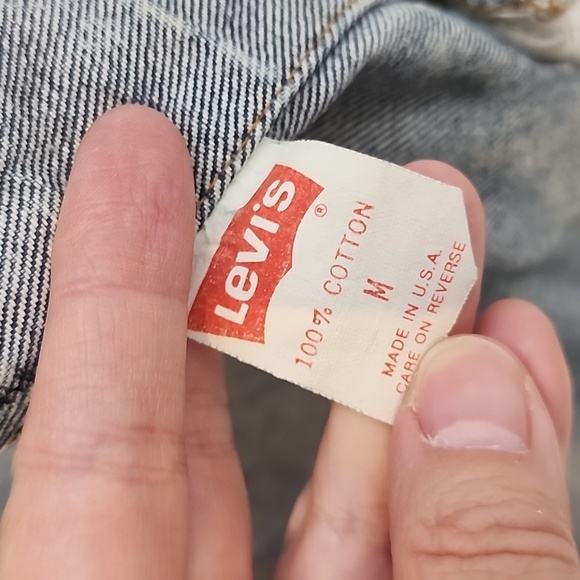 Levi's ®
100% COTTON
M
MADE IN U.S.A.
CARE ON REVERSE